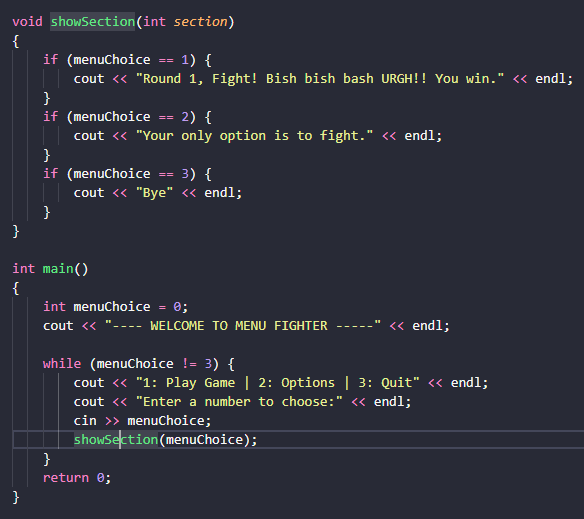 void showSection(int section)
{
    if (menuChoice == 1) {
        cout << "Round 1, Fight! Bish bish bash URGH!! You win." << endl;
    }
    if (menuChoice == 2) {
        cout << "Your only option is to fight." << endl;
    }
    if (menuChoice == 3) {
        cout << "Bye" << endl;
    }
}

int main()
{
    int menuChoice = 0;
    cout << "---- WELCOME TO MENU FIGHTER -----" << endl;

    while (menuChoice != 3) {
        cout << "1: Play Game | 2: Options | 3: Quit" << endl;
        cout << "Enter a number to choose:" << endl;
        cin >> menuChoice;
        showSection(menuChoice);
    }
    return 0;
}